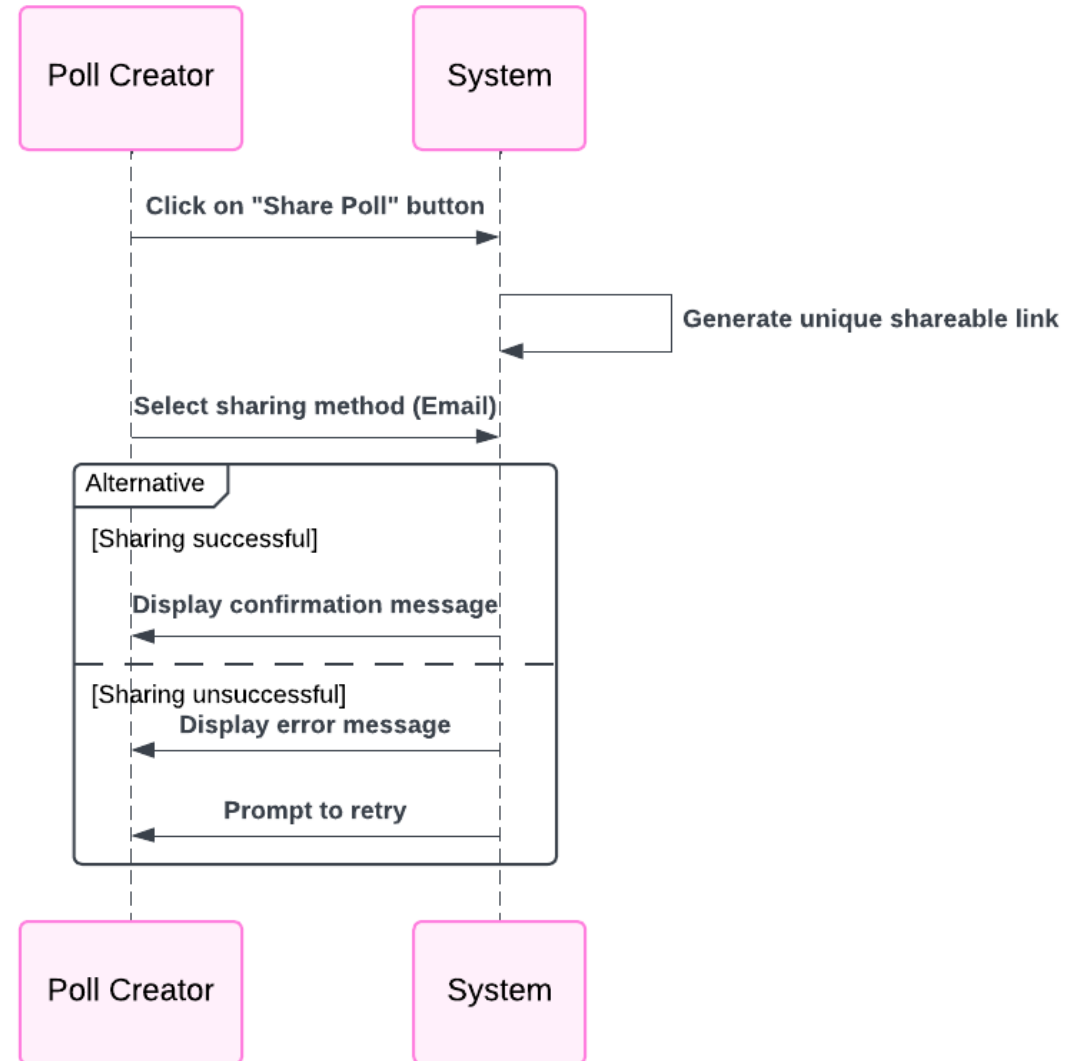 Poll Creator
System
Click on "Share Poll" button
Generate unique shareable link
Select sharing method (Email)
Alternative
[Sharing successful]
Display confirmation message
[Sharing unsuccessful]
Display error message
Prompt to retry
Poll Creator
System